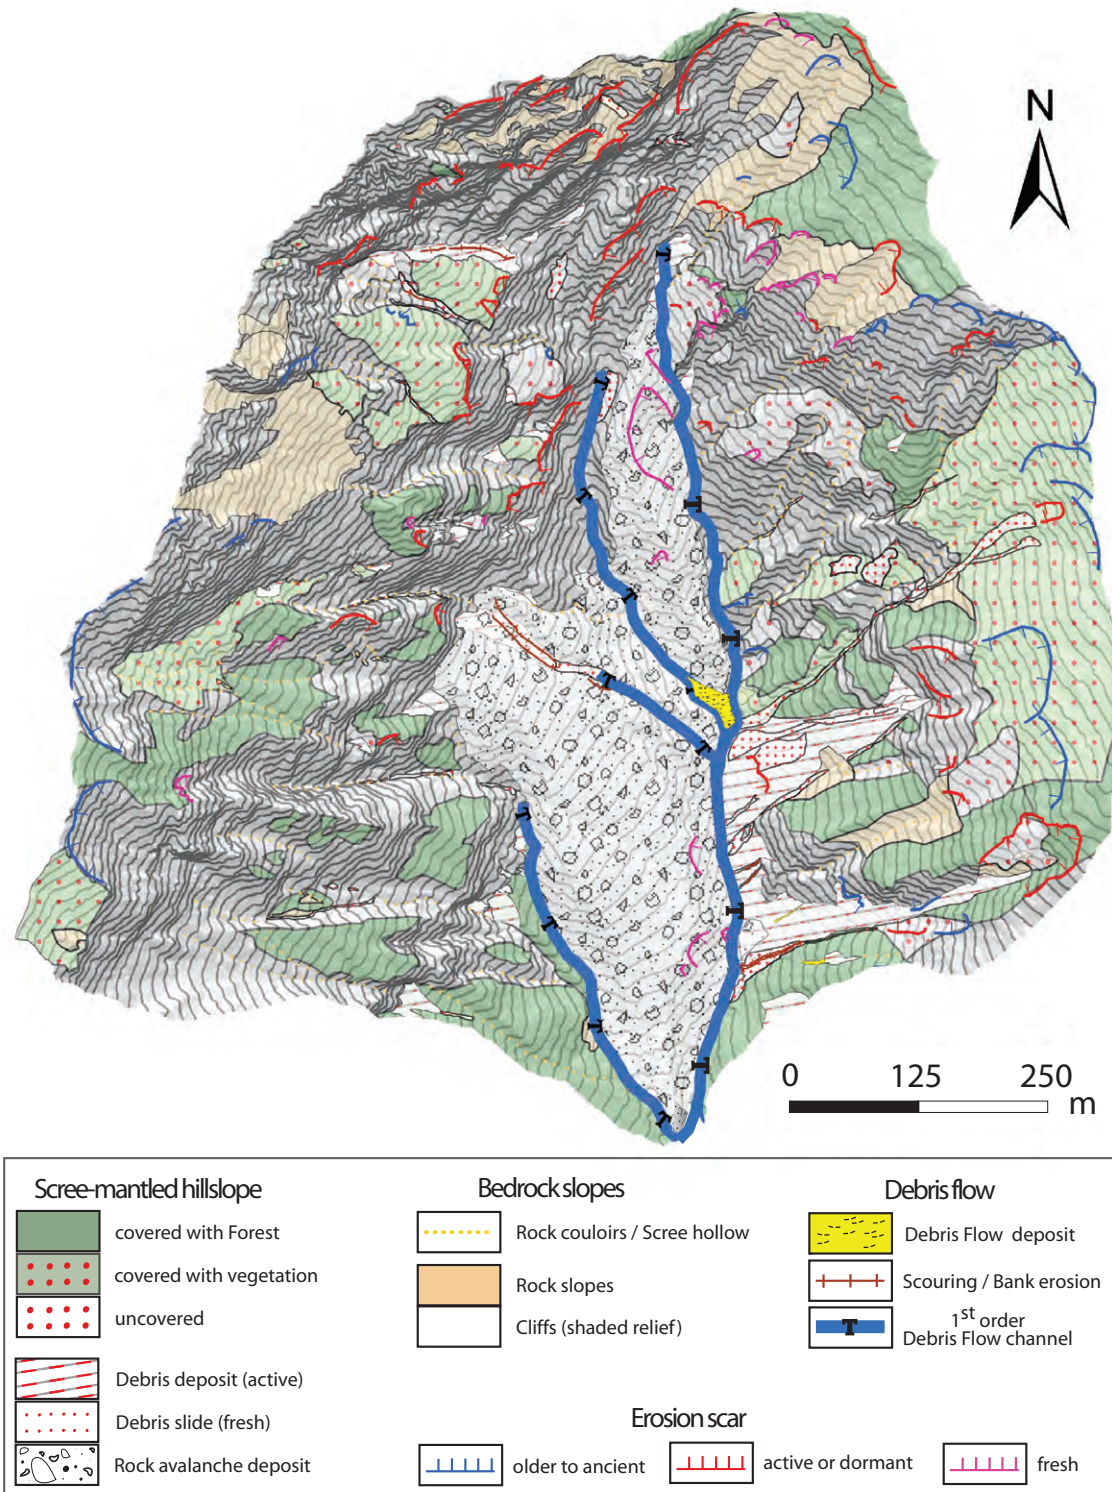 N
0 125 250
m
Scree-mantled hillslope
covered with Forest
covered with vegetation
uncovered
Debris deposit (active)
Debris slide (fresh)
Rock avalanche deposit
Bedrock slopes
Rock couloirs / Scree hollow
Rock slopes
Cliffs (shaded relief)
Debris flow
Debris Flow deposit
Scouring / Bank erosion
1st order
Debris Flow channel
Erosion scar
older to ancient
active or dormant
fresh